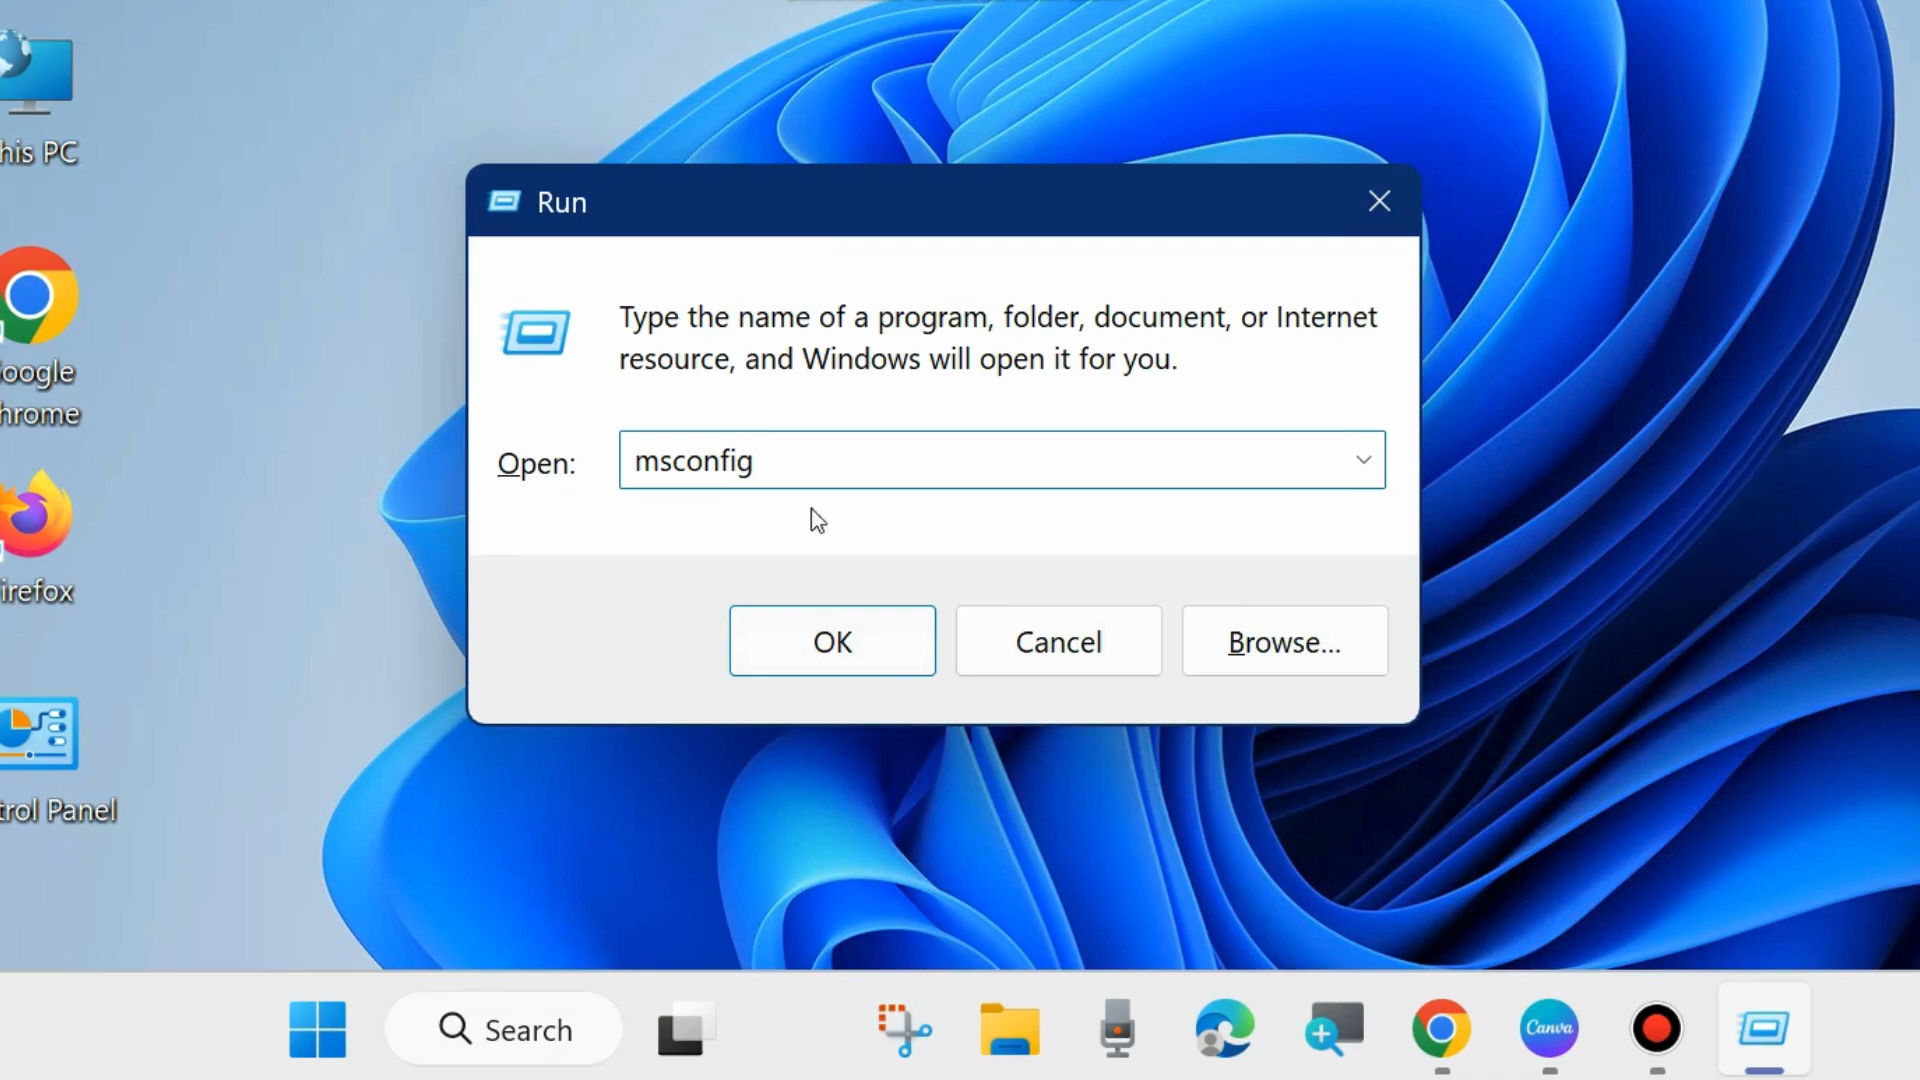 his PC
oogle
hrome
irefox
trol Panel
Run
Type the name of a program, folder, document, or Internet
resource, and Windows will open it for you.
Open:
msconfig
OK
Cancel
Browse...
Search
Canva